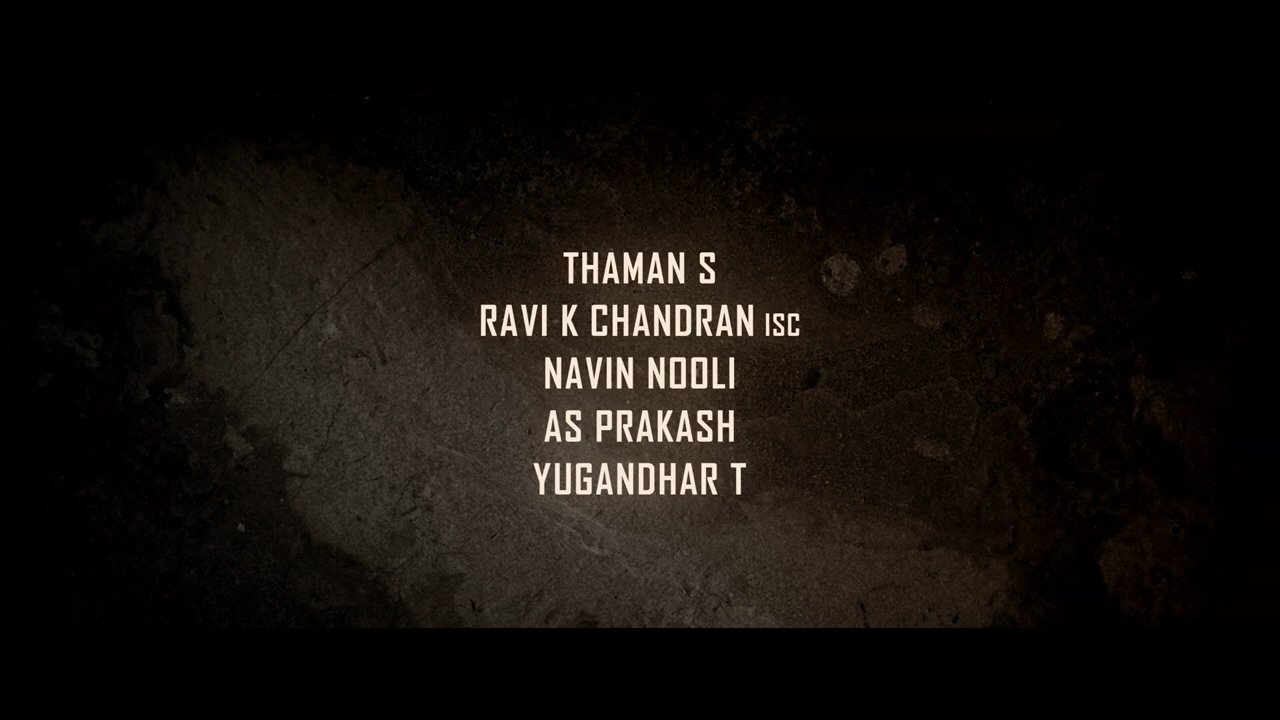 THAMAN S
RAVI K CHANDRAN ISC
NAVIN NOOLI
AS PRAKASH
YUGANDHAR T